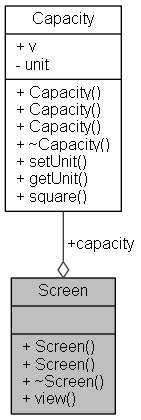 Capacity
+ v
- unit
+ Capacity()
+ Capacity()
+ Capacity()
+ ~Capacity()
+ setUnit()
+ getUnit()
+ square()
+capacity
Screen
+ Screen()
+ Screen()
+ ~Screen()
+ view()